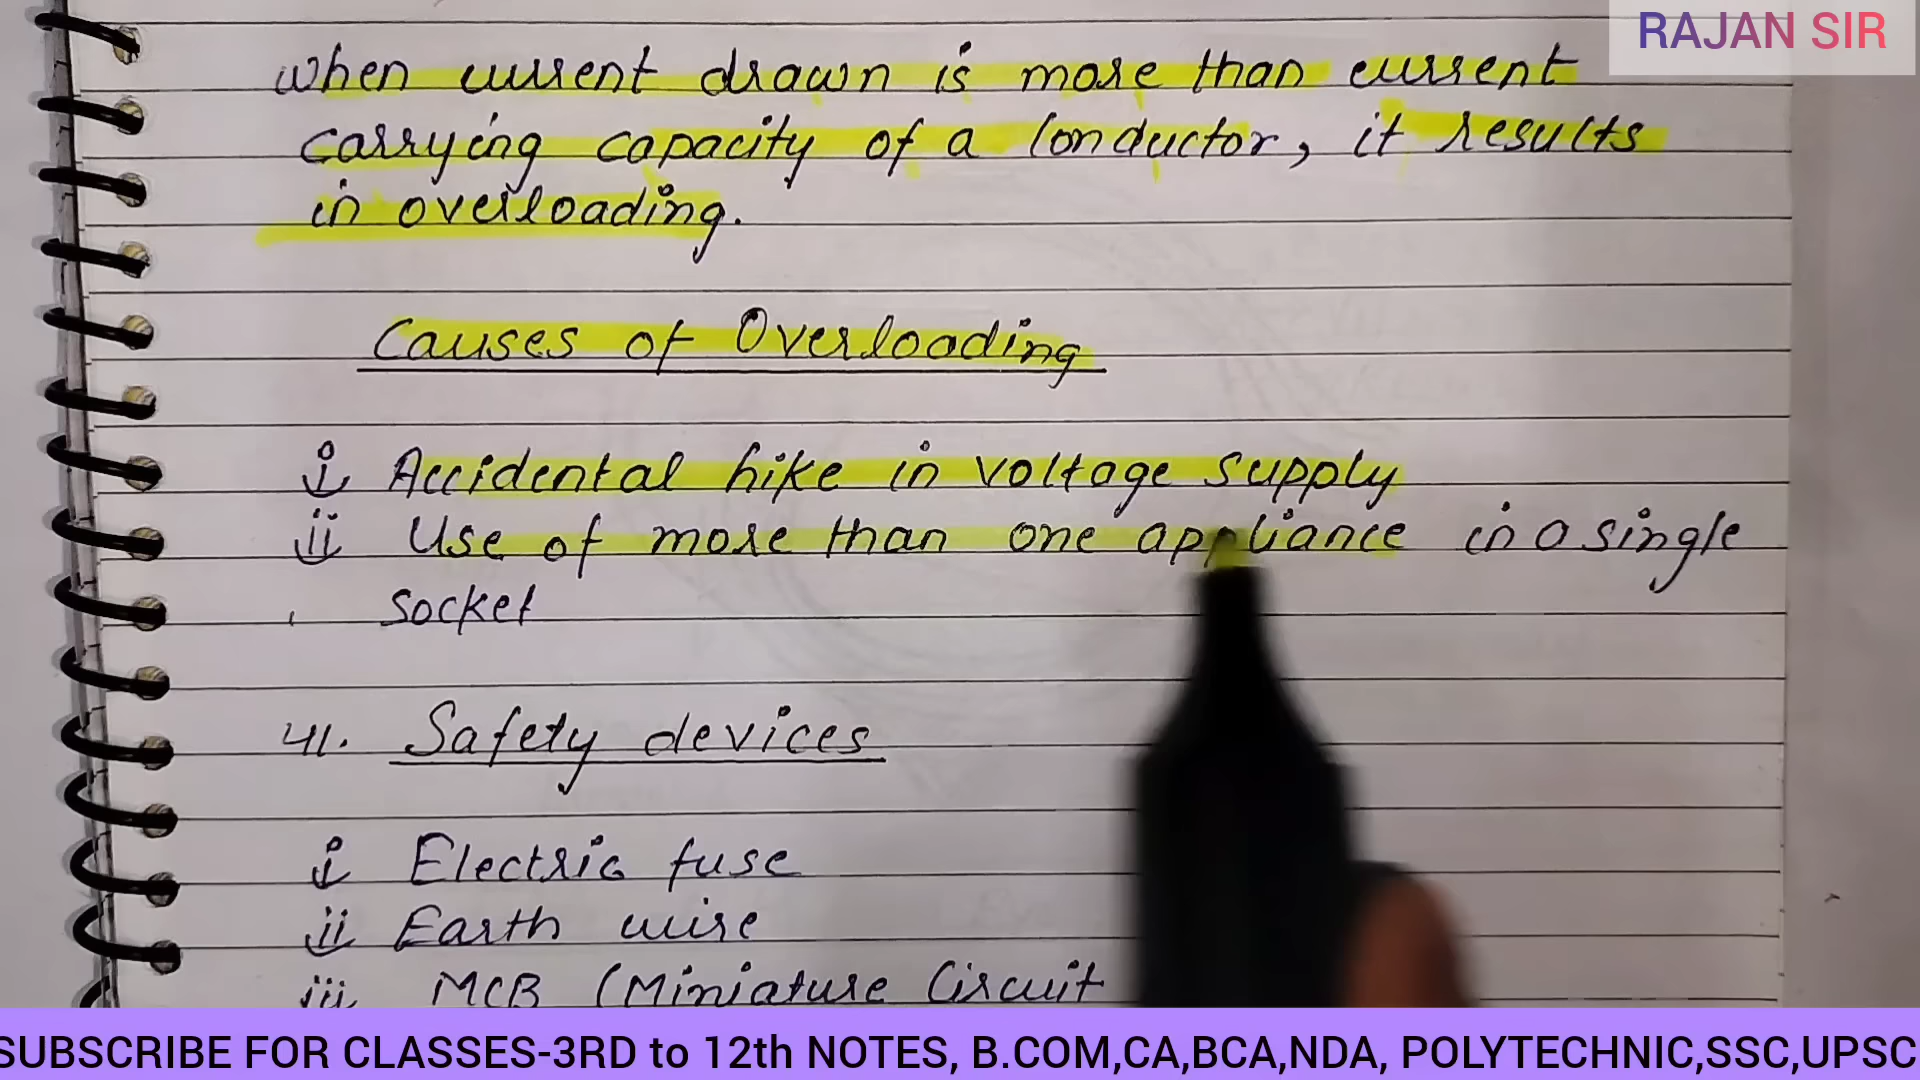 RAJAN SIR
When current drawn is more than current
carrying capacity of a conductor, it results
in overloading.
Causes of Overloading
i Accidental hike in voltage supply
ii Use of more than one appliance in a single
socket
41. Safety devices
i Electric fuse
ii Earth wire
iii MCB (Miniature Circuit
SUBSCRIBE FOR CLASSES-3RD to 12th NOTES, B.COM,CA,BCA,NDA, POLYTECHNIC,SSC,UPSC